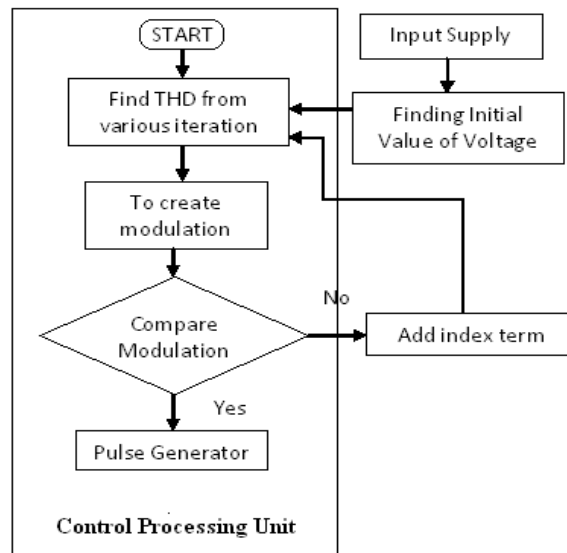 START
Input Supply
Find THD from
various iteration
Finding Initial
Value of Voltage
To create
modulation
No
Compare
Modulation
Add index term
Yes
Pulse Generator
Control Processing Unit